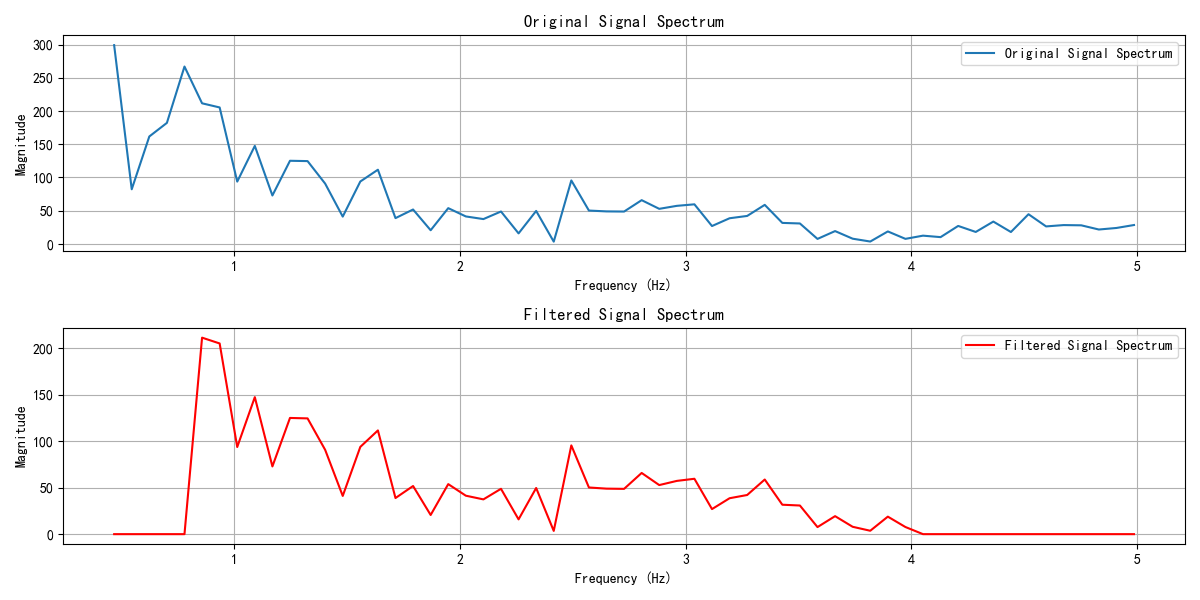 Original Signal Spectrum
Original Signal Spectrum
300
250
200
150
100
50
0
Magnitude
1 2 3 4 5
Frequency (Hz)
Filtered Signal Spectrum
Filtered Signal Spectrum
200
150
100
50
0
Magnitude
1 2 3 4 5
Frequency (Hz)